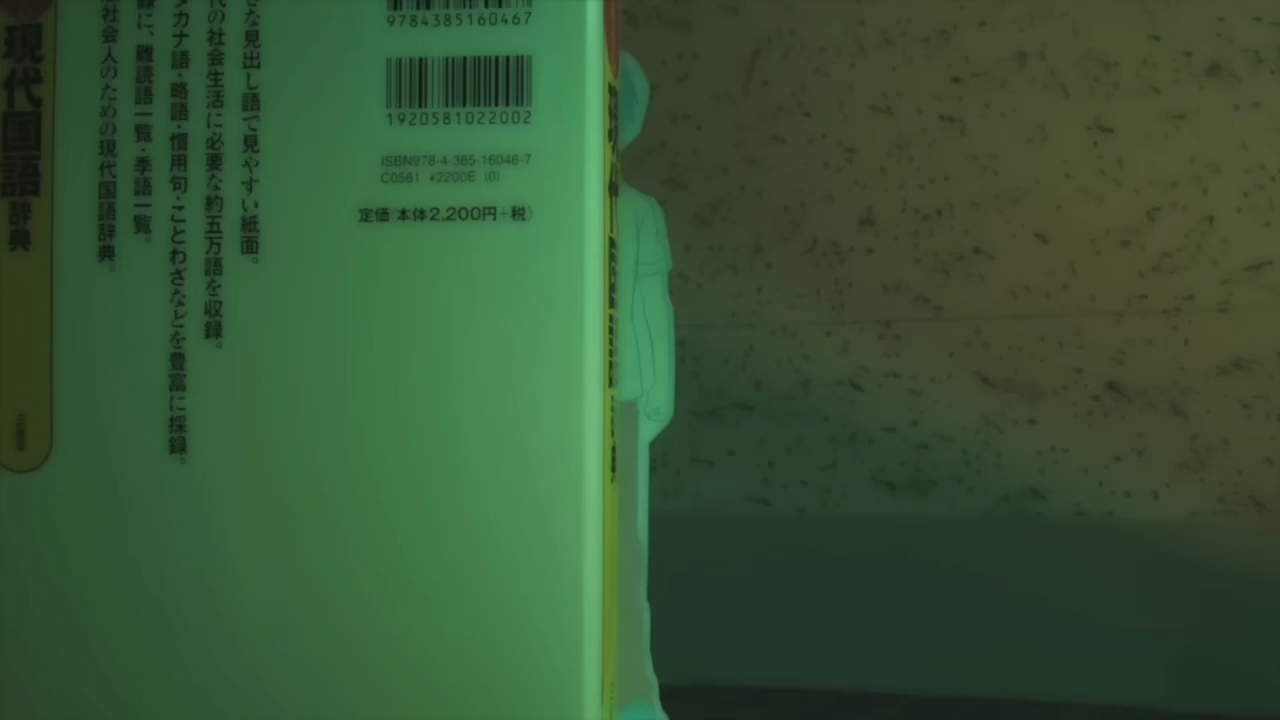 9784385160467
1920581022002
ISBN978-4-385-16046-7
C0581 ¥2200E (0)
定価(本体2,200円+税)
な見出し語で見やすい紙面。
代の社会生活に必要な約五万語を収録。
タカナ語・略語・慣用句・ことわざなどを豊富に採録。
録に、難読語一覧・季語一覧。
社会人のための現代国語辞典。
現代国語辞典